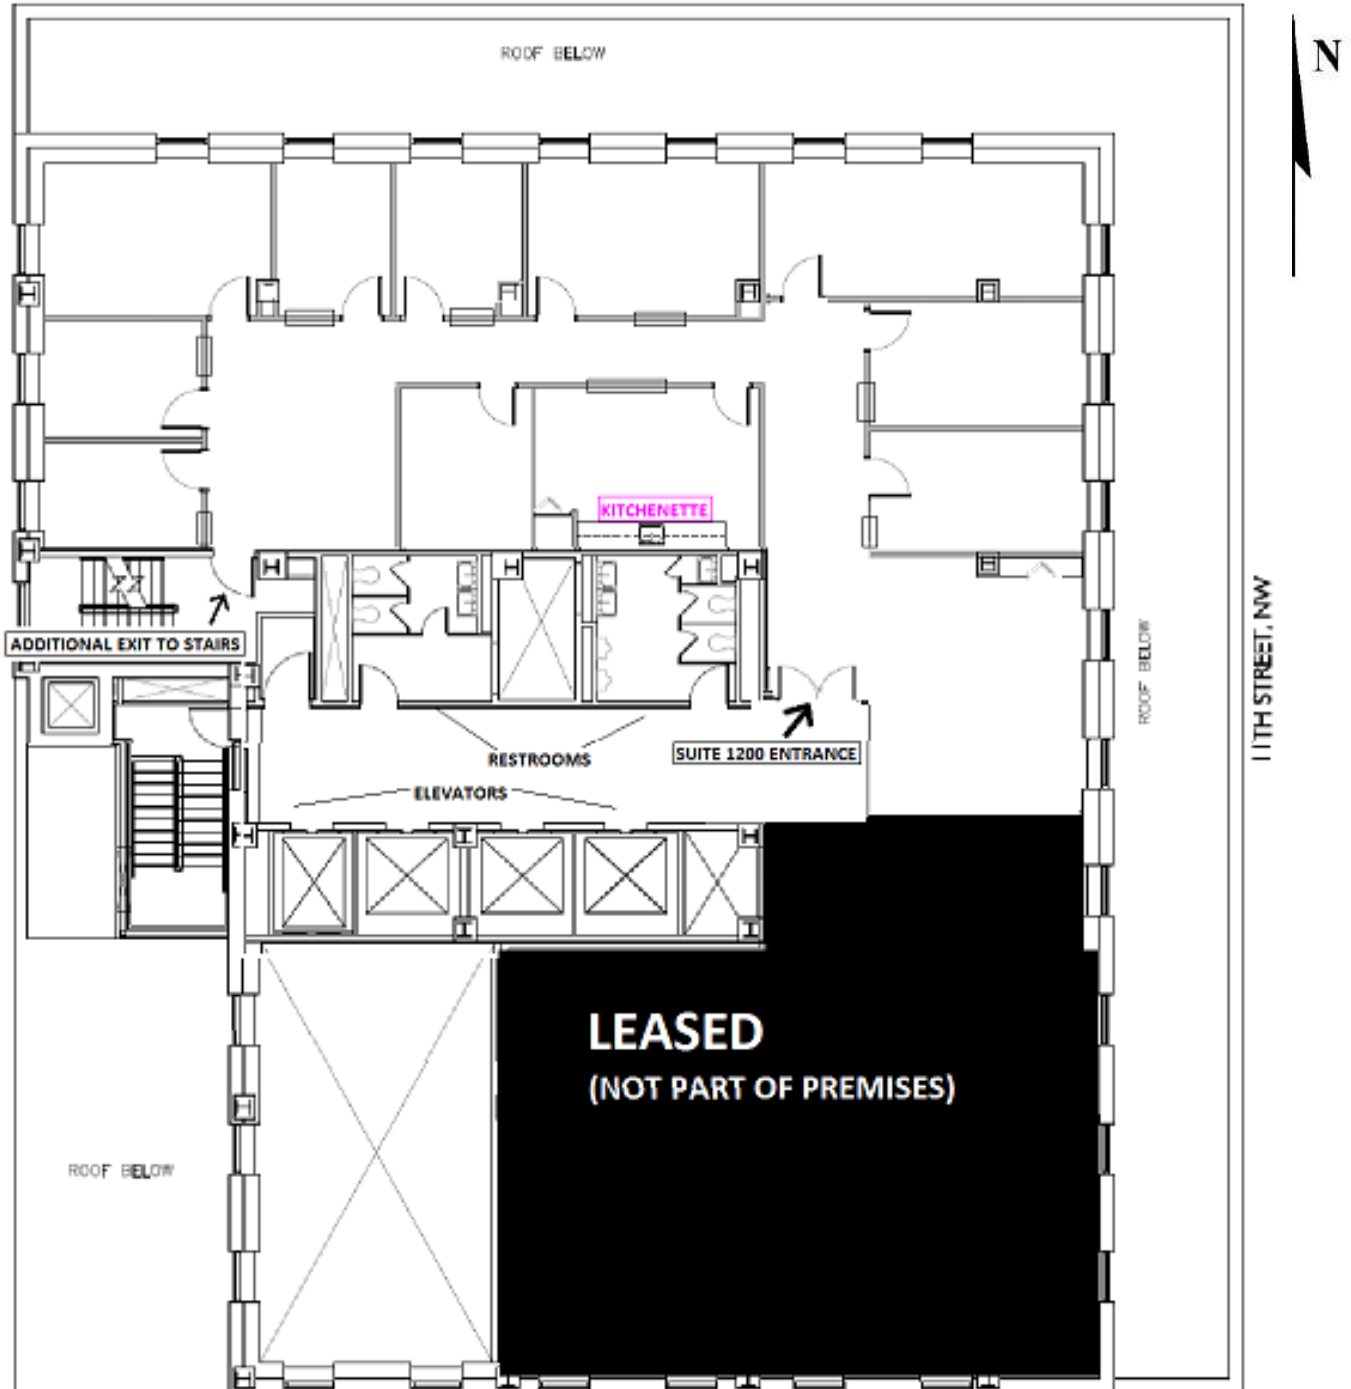 ROOF BELOW
N
KITCHENETTE
ADDITIONAL EXIT TO STAIRS
ROOF BELOW
11TH STREET, NW
RESTROOMS
SUITE 1200 ENTRANCE
ELEVATORS
LEASED
(NOT PART OF PREMISES)
ROOF BELOW